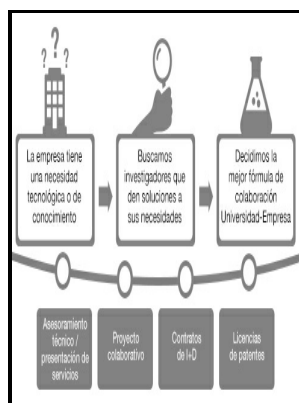 ? ? ?
La empresa tiene
una necesidad
tecnológica o de
conocimiento
Buscamos
investigadores que
den soluciones a
sus necesidades
Decidimos la
mejor fórmula de
colaboración
Universidad-Empresa
Asesoramiento
técnico /
presentación de
servicios
Proyecto
colaborativo
Contratos
de I+D
Licencias
de patentes